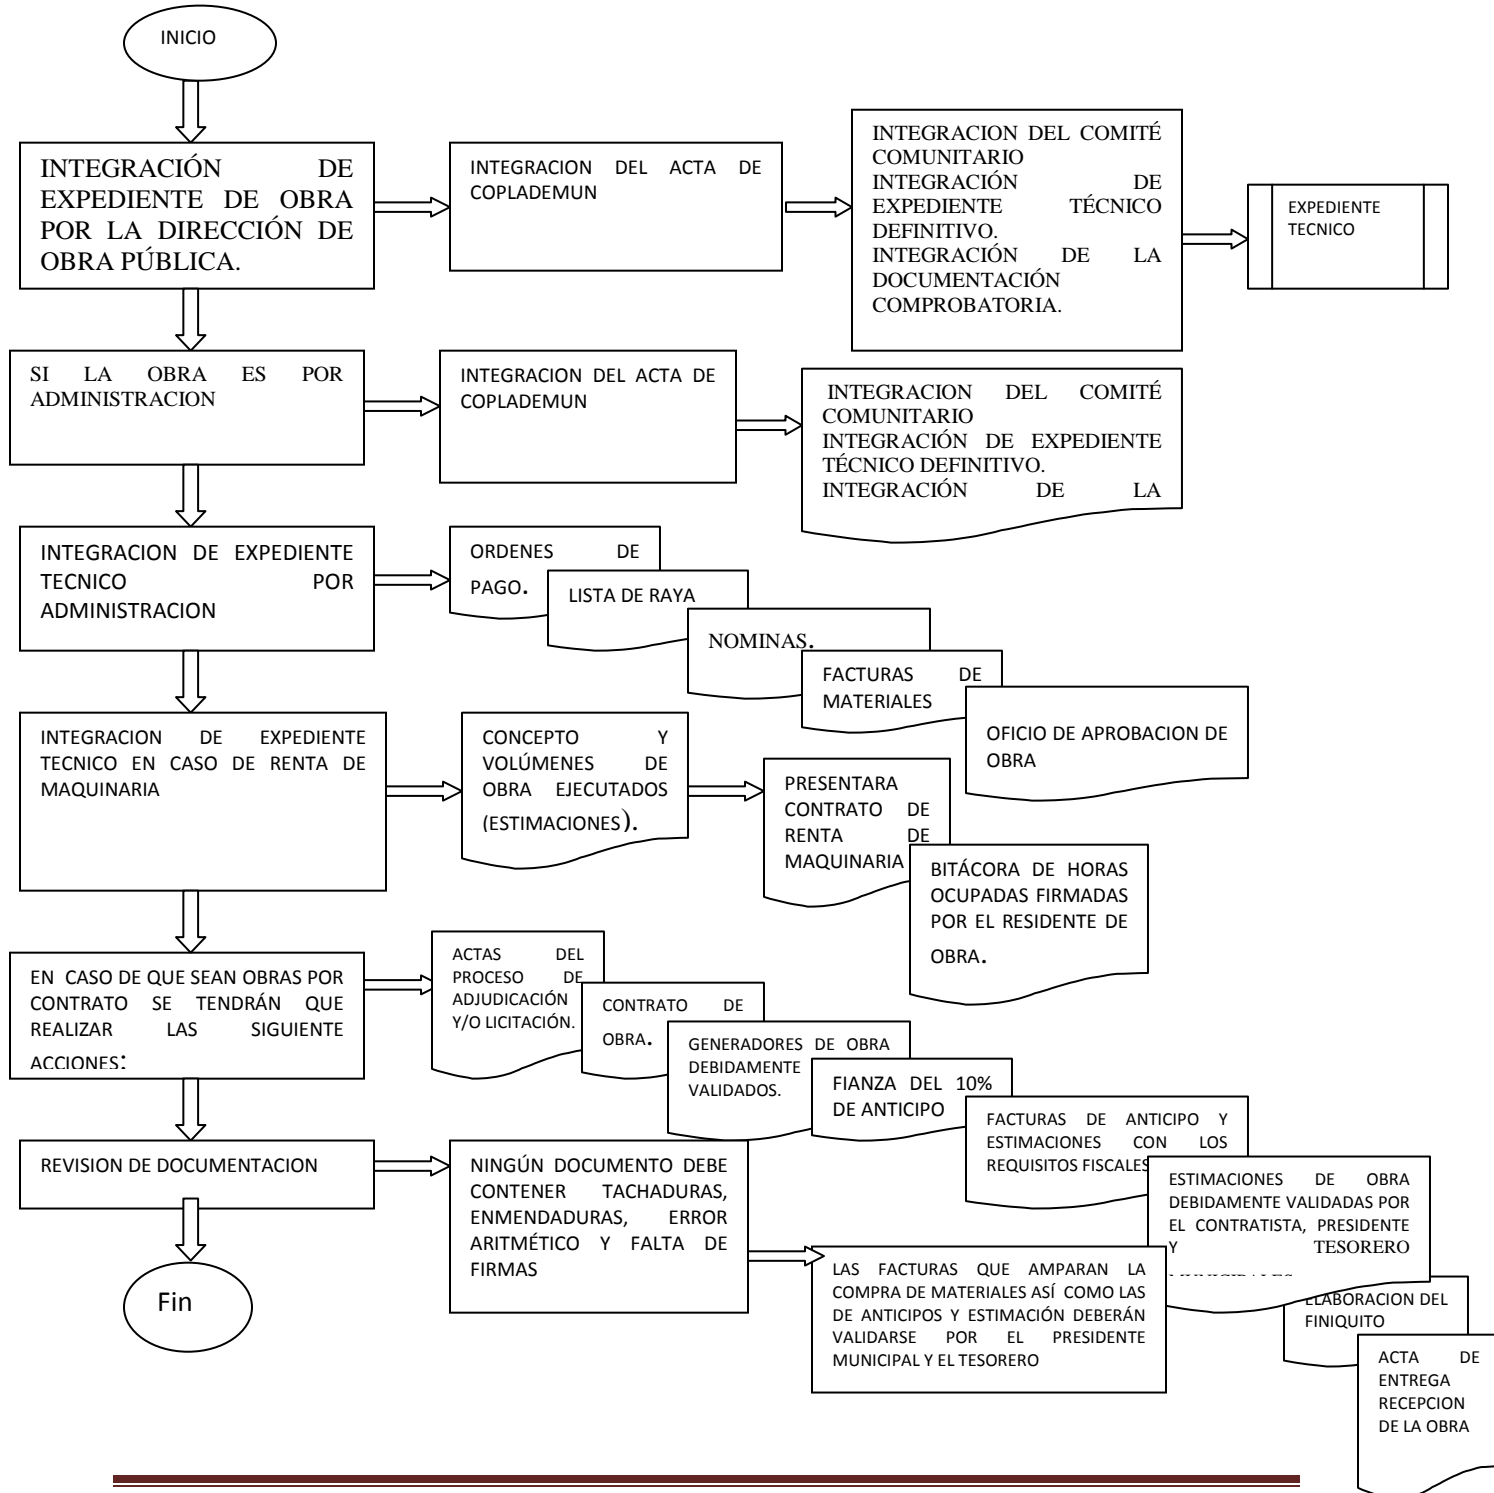 INICIO
INTEGRACIÓN DE
EXPEDIENTE DE OBRA
POR LA DIRECCIÓN DE
OBRA PÚBLICA.
INTEGRACION DEL ACTA DE
COPLADEMUN
INTEGRACION DEL COMITÉ
COMUNITARIO
INTEGRACIÓN DE
EXPEDIENTE TÉCNICO
DEFINITIVO.
INTEGRACIÓN DE LA
DOCUMENTACIÓN
COMPROBATORIA.
EXPEDIENTE
TECNICO
SI LA OBRA ES POR
ADMINISTRACION
INTEGRACION DEL ACTA DE
COPLADEMUN
INTEGRACION DEL COMITÉ
COMUNITARIO
INTEGRACIÓN DE EXPEDIENTE
TÉCNICO DEFINITIVO.
INTEGRACIÓN DE LA
INTEGRACION DE EXPEDIENTE
TECNICO POR
ADMINISTRACION
ORDENES DE
PAGO.
LISTA DE RAYA
NOMINAS.
FACTURAS DE
MATERIALES
OFICIO DE APROBACION DE
OBRA
INTEGRACION DE EXPEDIENTE
TECNICO EN CASO DE RENTA DE
MAQUINARIA
CONCEPTO Y
VOLÚMENES DE
OBRA EJECUTADOS
(ESTIMACIONES).
PRESENTARA
CONTRATO DE
RENTA DE
MAQUINARIA
BITÁCORA DE HORAS
OCUPADAS FIRMADAS
POR EL RESIDENTE DE
OBRA.
EN CASO DE QUE SEAN OBRAS POR
CONTRATO SE TENDRÁN QUE
REALIZAR LAS SIGUIENTE
ACCIONES:
ACTAS DEL
PROCESO DE
ADJUDICACIÓN
Y/O LICITACIÓN.
CONTRATO DE
OBRA.
GENERADORES DE OBRA
DEBIDAMENTE
VALIDADOS.
FIANZA DEL 10%
DE ANTICIPO
FACTURAS DE ANTICIPO Y
ESTIMACIONES CON LOS
REQUISITOS FISCALES
ESTIMACIONES DE OBRA
DEBIDAMENTE VALIDADAS POR
EL CONTRATISTA, PRESIDENTE
Y TESORERO
ELABORACION DEL
FINIQUITO
ACTA DE
ENTREGA
RECEPCION
DE LA OBRA
REVISION DE DOCUMENTACION
NINGÚN DOCUMENTO DEBE
CONTENER TACHADURAS,
ENMENDADURAS, ERROR
ARITMÉTICO Y FALTA DE
FIRMAS
LAS FACTURAS QUE AMPARAN LA
COMPRA DE MATERIALES ASÍ COMO LAS
DE ANTICIPOS Y ESTIMACIÓN DEBERÁN
VALIDARSE POR EL PRESIDENTE
MUNICIPAL Y EL TESORERO
Fin